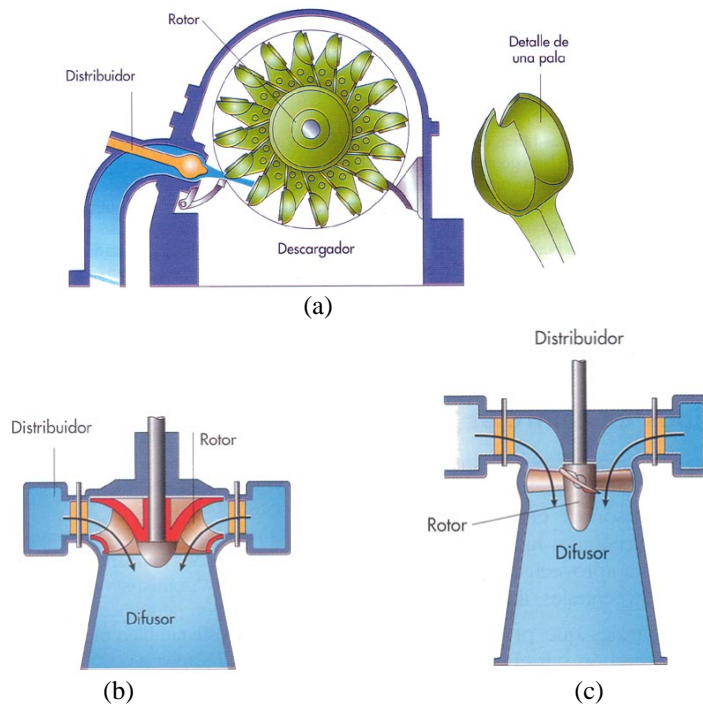 Rotor
Distribuidor
Detalle de
una pala
Descargador
(a)
Distribuidor
Rotor
Difusor
(b)
Distribuidor
Rotor
Difusor
(c)